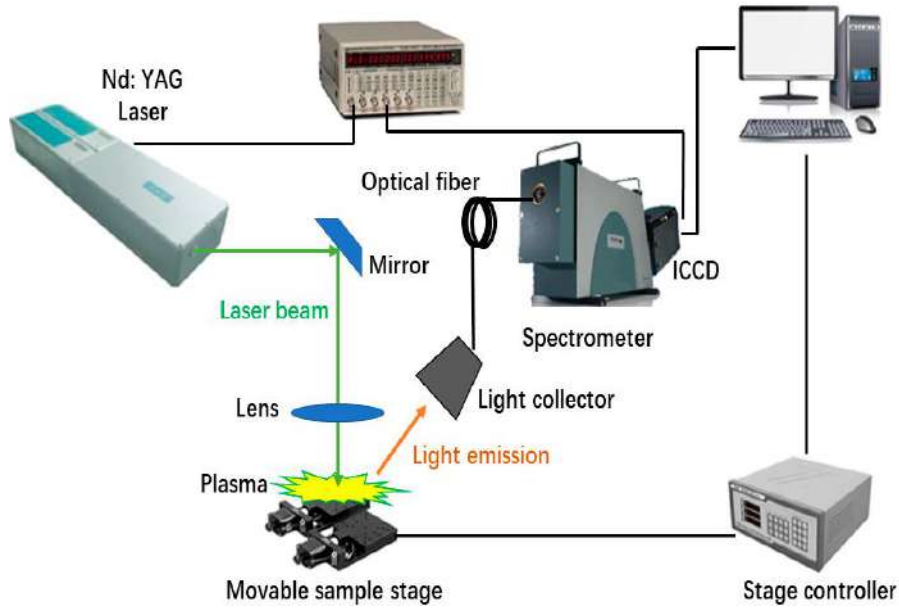 Nd: YAG
Laser
Optical fiber
Mirror
ICCD
Laser beam
Spectrometer
Lens
Light collector
Light emission
Plasma
Movable sample stage
Stage controller